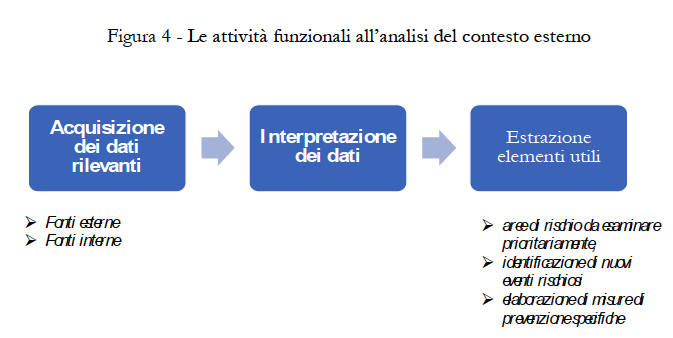 Figura 4 - Le attività funzionali all'analisi del contesto esterno
Acquisizione
dei dati
rilevanti
Interpretazione
dei dati
Estrazione
elementi utili
➢ Fonti esterne
➢ Fonti interne
➢ aree di rischio da esaminare
prioritariamente,
➢ identificazione di nuovi
eventi rischiosi
➢ elaborazione di misure di
prevenzione specifiche